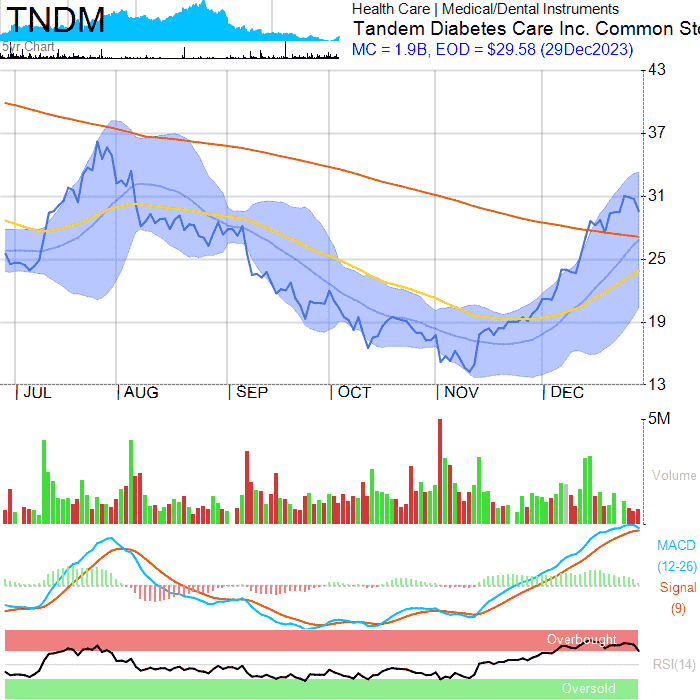 TNDM
5yr Chart
Health Care | Medical/Dental Instruments
Tandem Diabetes Care Inc. Common Sto
MC = 1.9B, EOD = $29.58 (29Dec2023)
43
37
31
25
19
13
JUL AUG SEP OCT NOV DEC
5M
Volume
MACD
(12-26)
Signal
(9)
Overbought
RSI(14)
Oversold